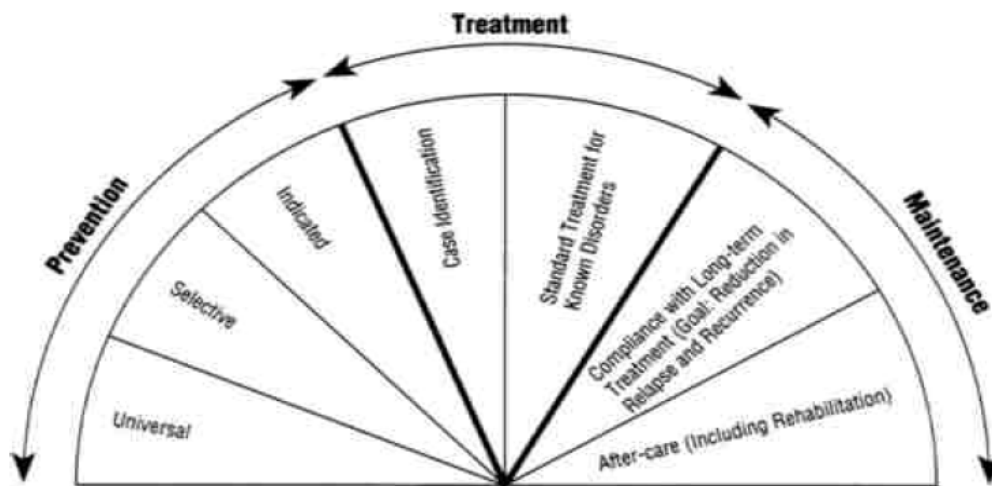 Treatment
Prevention
Maintenance
Universal
Selective
Indicated
Case Identification
Standard Treatment for
Known Disorders
Compliance with Long-term
Treatment (Goal: Reduction in
Relapse and Recurrence)
After-care (Including Rehabilitation)